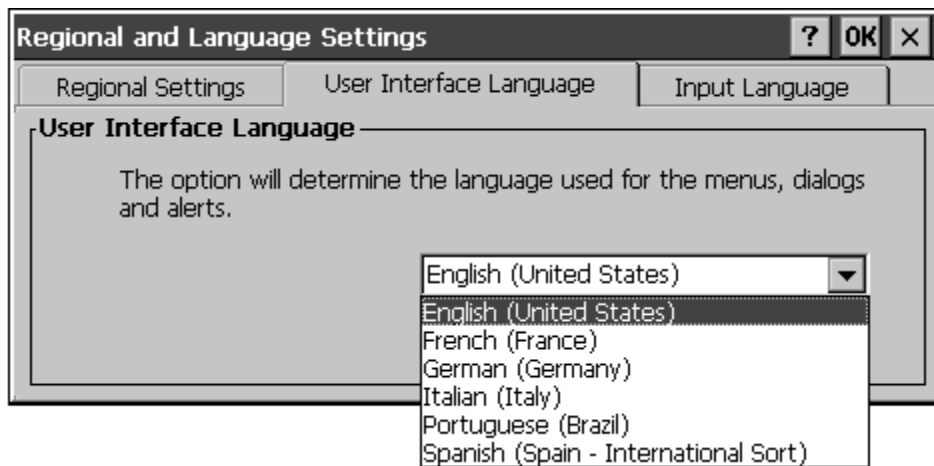 Regional and Language Settings ? OK ×
Regional Settings User Interface Language Input Language
User Interface Language
The option will determine the language used for the menus, dialogs
and alerts.
English (United States)
English (United States)
French (France)
German (Germany)
Italian (Italy)
Portuguese (Brazil)
Spanish (Spain - International Sort)